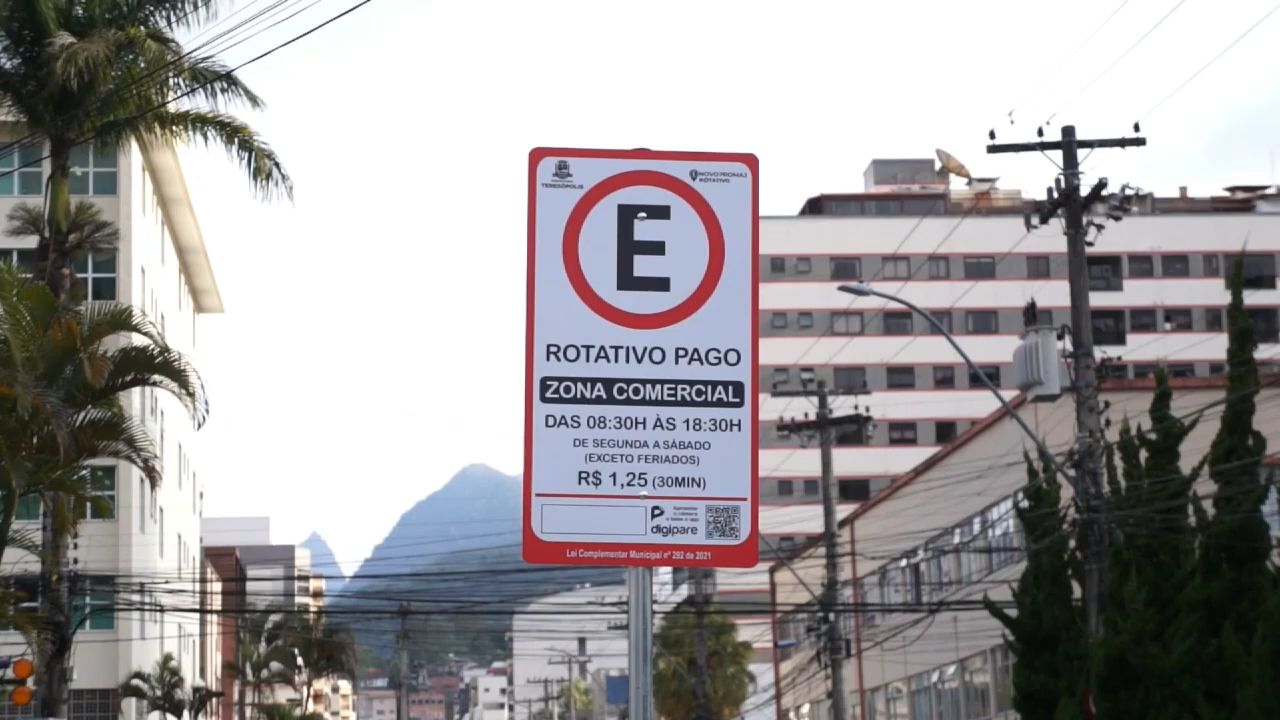 TERESÓPOLIS
NOVO PROMAJ
ROTATIVO
E
ROTATIVO PAGO
ZONA COMERCIAL
DAS 08:30H ÀS 18:30H
DE SEGUNDA A SÁBADO
(EXCETO FERIADOS)
R$ 1,25 (30MIN)
digipare
Lei Complementar Municipal nº 292 de 2021